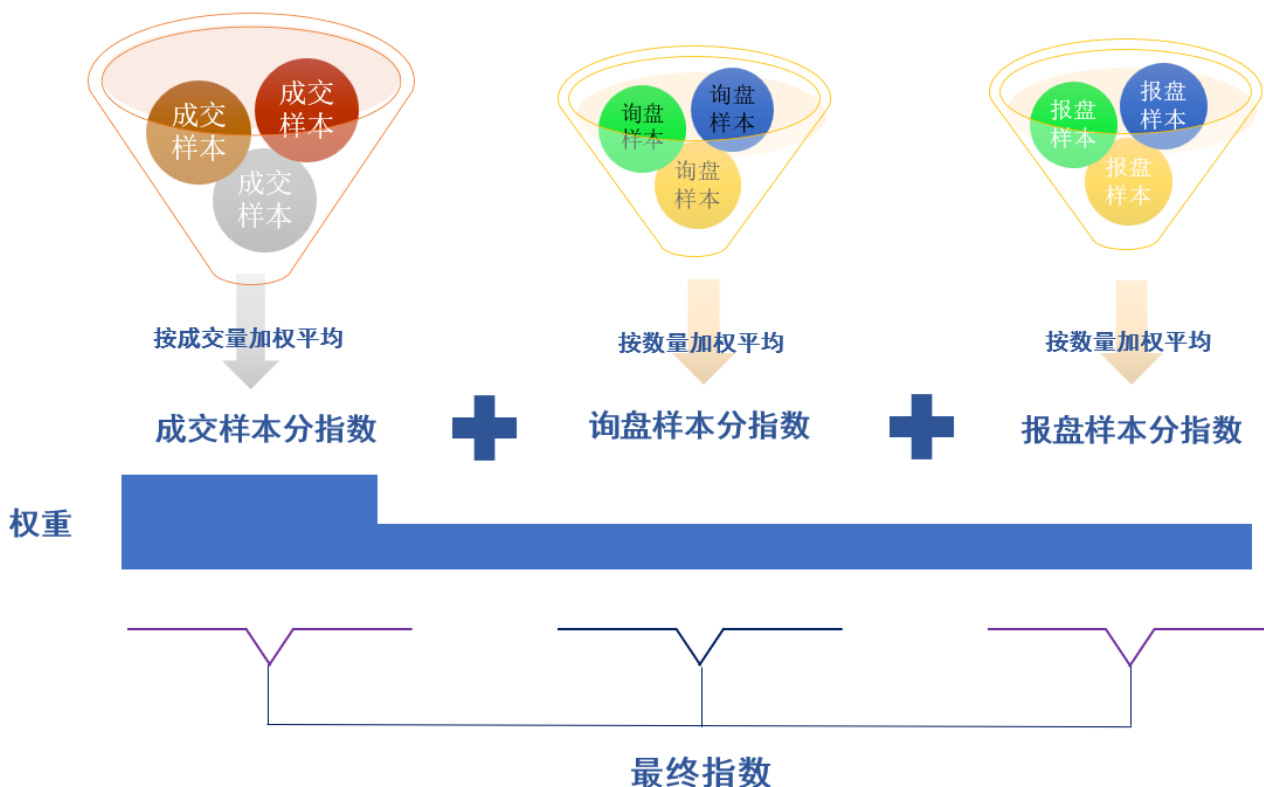 成交
样本
成交
样本
成交
样本
询盘
样本
询盘
样本
询盘
样本
报盘
样本
报盘
样本
报盘
样本
按成交量加权平均
按数量加权平均
按数量加权平均
成交样本分指数
询盘样本分指数
报盘样本分指数
权重
最终指数